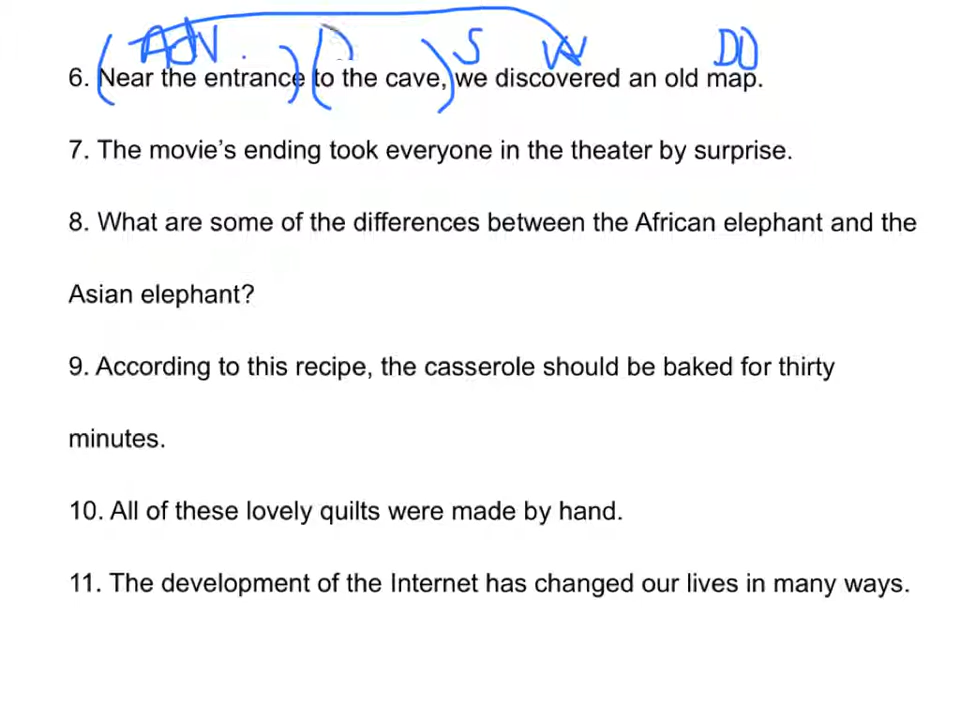 ADV. S AV DO
6. Near the entrance to the cave, we discovered an old map.
7. The movie’s ending took everyone in the theater by surprise.
8. What are some of the differences between the African elephant and the
Asian elephant?
9. According to this recipe, the casserole should be baked for thirty
minutes.
10. All of these lovely quilts were made by hand.
11. The development of the Internet has changed our lives in many ways.